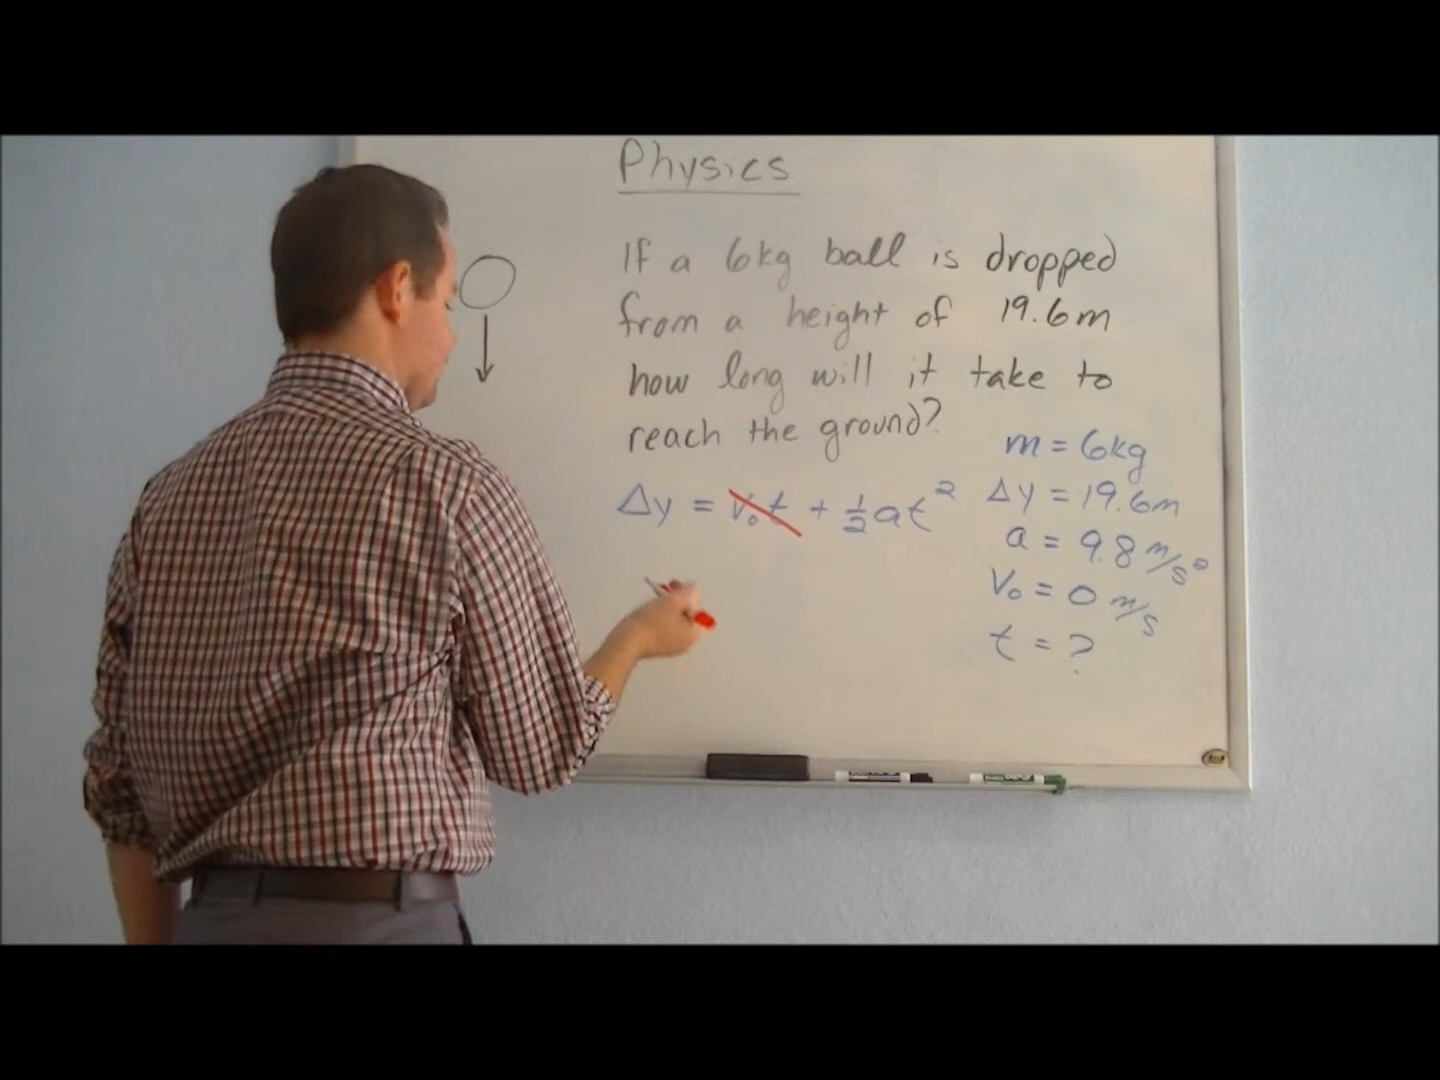 Physics
If a 6kg ball is dropped
from a height of 19.6m
how long will it take to
reach the ground?
m = 6kg
Δy = v₀t + ½at²
Δy = 19.6m
a = 9.8 m/s²
V₀ = 0 m/s
t = ?